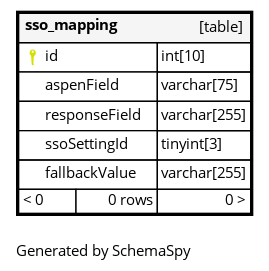 sso_mapping [table]
id int[10]
aspenField varchar[75]
responseField varchar[255]
ssoSettingId tinyint[3]
fallbackValue varchar[255]
< 0 0 rows 0 >
Generated by SchemaSpy